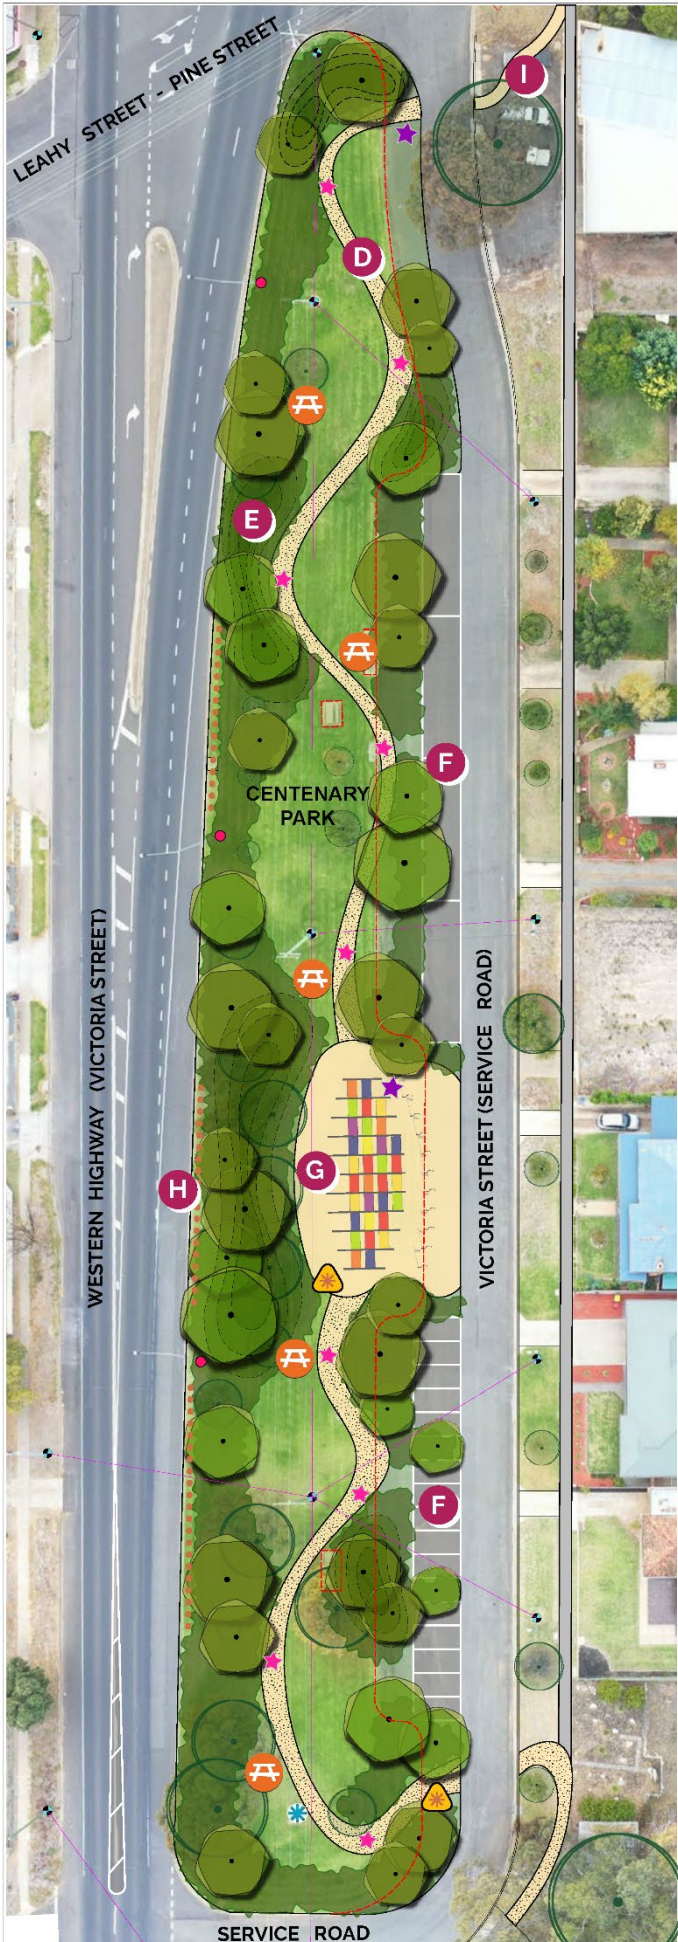 LEAHY STREET - PINE STREET
I
D
E
F
CENTENARY
PARK
WESTERN HIGHWAY (VICTORIA STREET)
VICTORIA STREET (SERVICE ROAD)
G
H
F
SERVICE ROAD